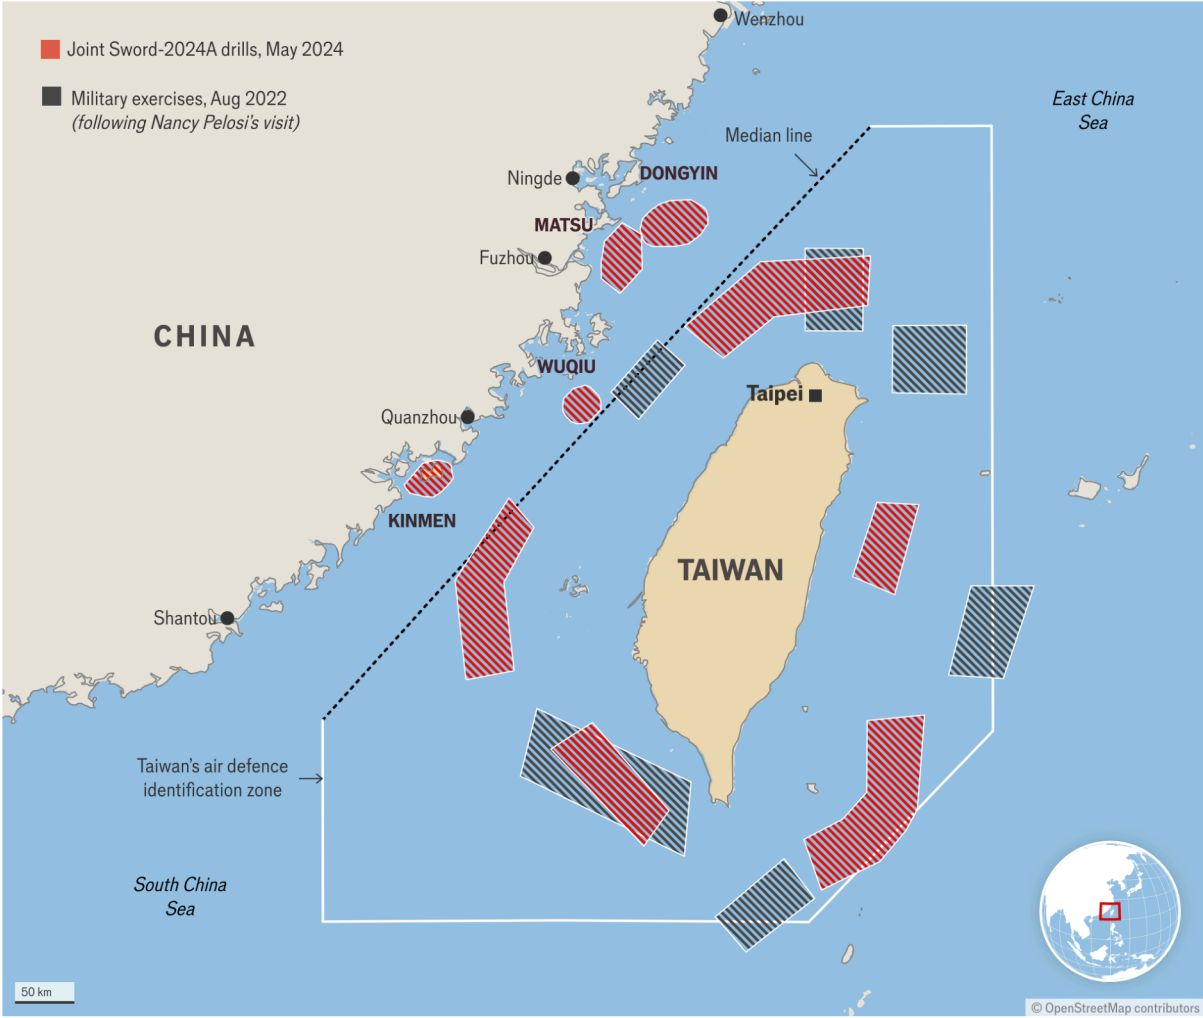 Wenzhou
Joint Sword-2024A drills, May 2024
Military exercises, Aug 2022
(following Nancy Pelosi's visit)
East China
Sea
Median line
Ningde
DONGYIN
MATSU
Fuzhou
CHINA
WUQIU
Taipei
Quanzhou
KINMEN
TAIWAN
Shantou
Taiwan's air defence
identification zone
South China
Sea
50 km
© OpenStreetMap contributors